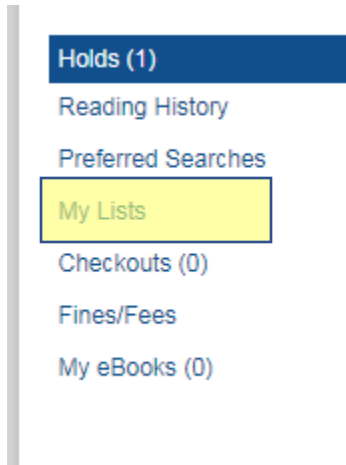 Holds (1)
Reading History
Preferred Searches
My Lists
Checkouts (0)
Fines/Fees
My eBooks (0)